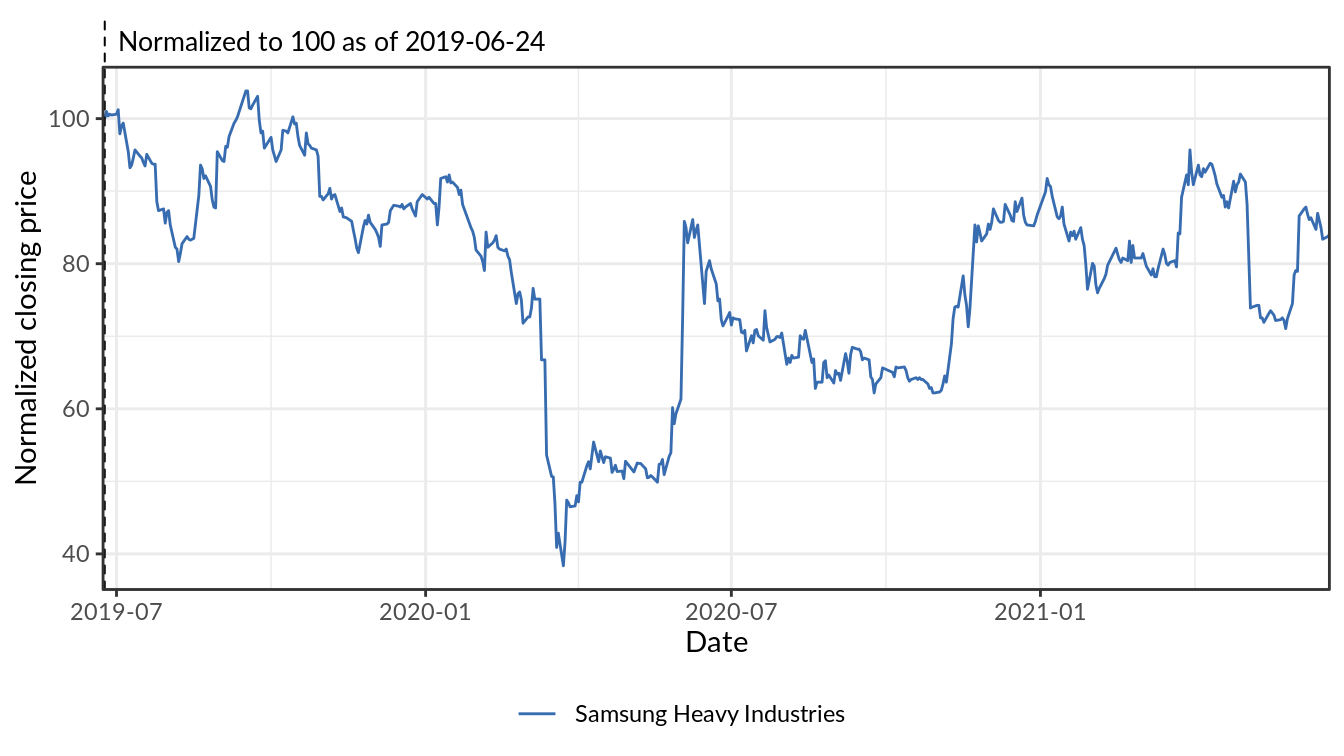 Normalized to 100 as of 2019-06-24
Normalized closing price
100
80
60
40
2019-07 2020-01 2020-07 2021-01
Date
Samsung Heavy Industries